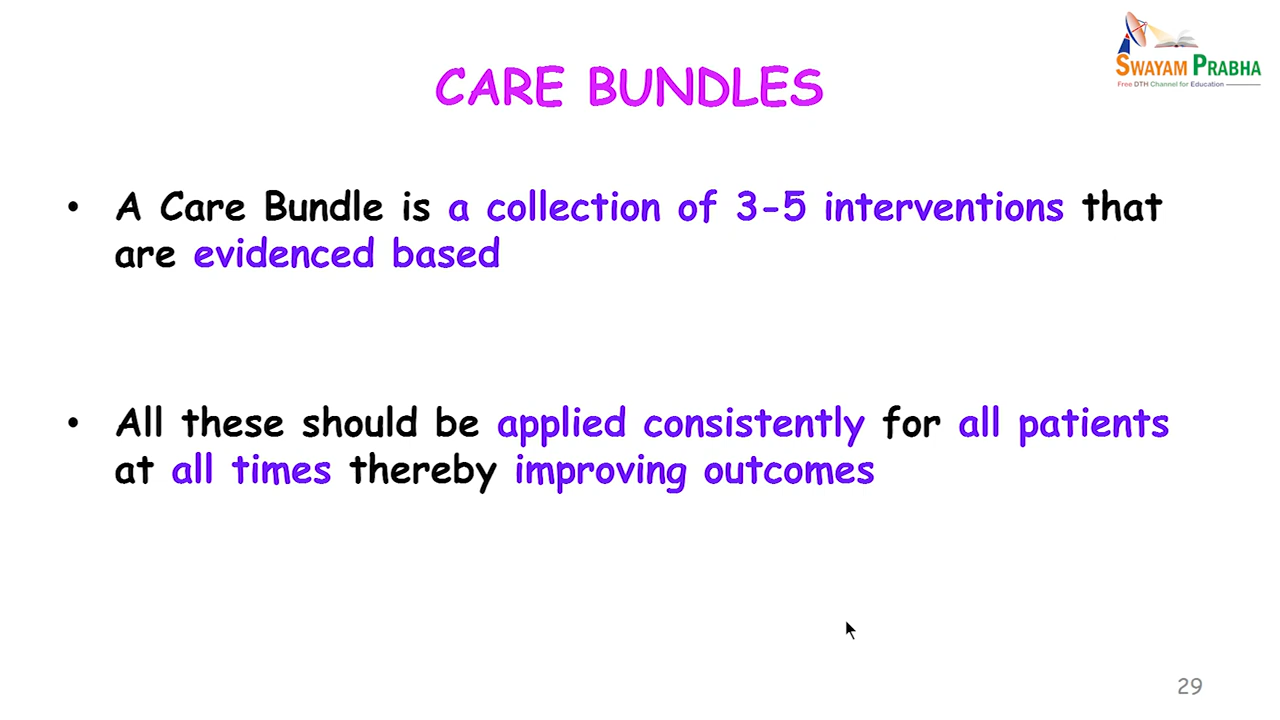 SWAYAM PRABHA
Free DTH Channel for Education
CARE BUNDLES
• A Care Bundle is a collection of 3-5 interventions that
are evidenced based
• All these should be applied consistently for all patients
at all times thereby improving outcomes
29